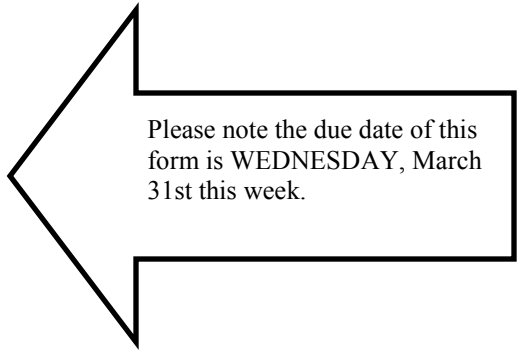 Please note the due date of this
form is WEDNESDAY, March
31st this week.